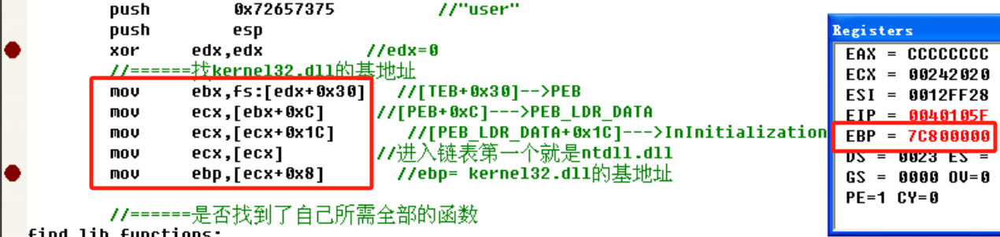 push 0x72657375 //"user"
push esp
xor edx,edx //edx=0
//======找kernel32.dll的基地址
mov ebx,fs:[edx+0x30] //[TEB+0x30]-->PEB
mov ecx,[ebx+0xC] //[PEB+0xC]--->PEB_LDR_DATA
mov ecx,[ecx+0x1C] //[PEB_LDR_DATA+0x1C]--->InInitialization
mov ecx,[ecx] //进入链表第一个就是ntdll.dll
mov ebp,[ecx+0x8] //ebp= kernel32.dll的基地址
//======是否找到了自己所需全部的函数
find_lib_functions:
Registers
EAX = CCCCCCCC
ECX = 00242020
ESI = 0012FF28
EIP = 0040105F
EBP = 7C800000
DS = 0023 ES =
GS = 0000 OV=0
PE=1 CY=0